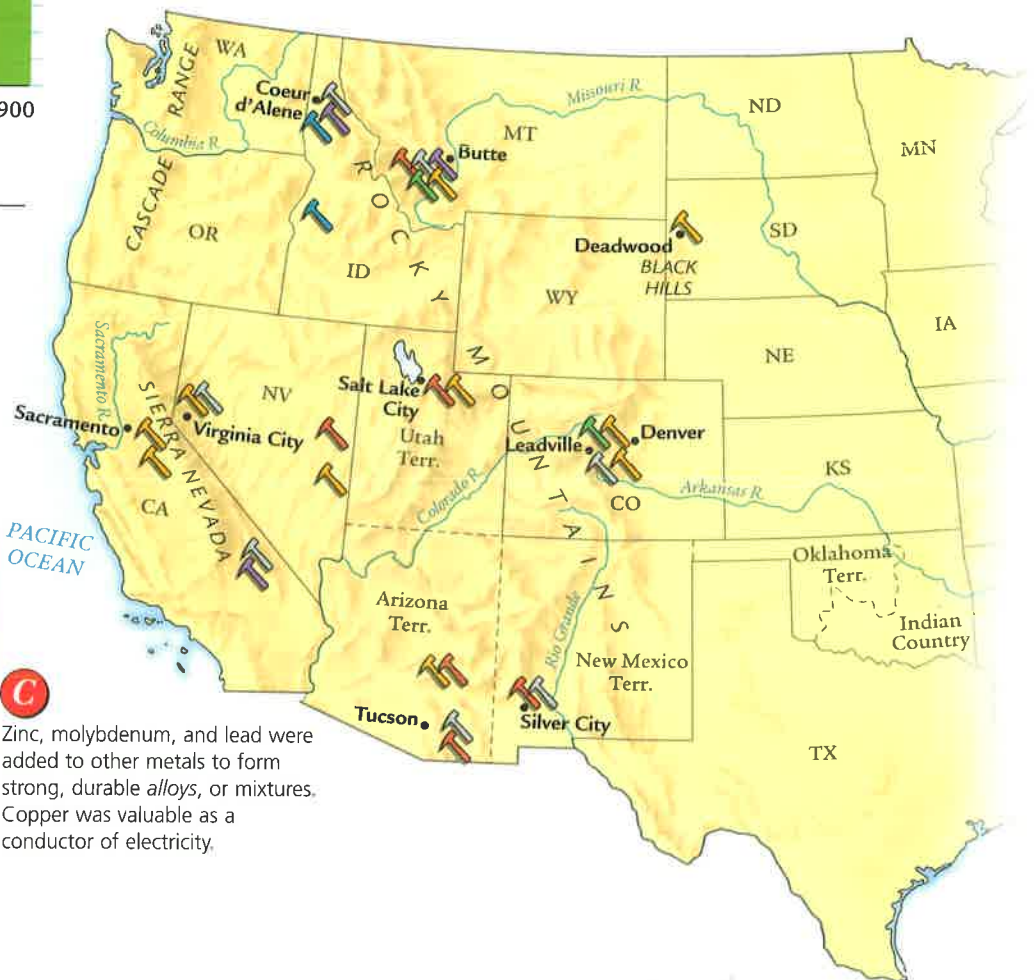 900
WA
CASCADE RANGE
Columbia R.
Coeur
d'Alene
Missouri R.
MT
Butte
ND
MN
OR
ID
ROCKY MOUNTAINS
Deadwood
BLACK
HILLS
SD
WY
IA
NE
Sacramento R.
SIERRA NEVADA
NV
Salt Lake
City
Utah
Terr.
Sacramento
Virginia City
Leadville
Denver
KS
CA
Colorado R.
CO
Arkansas R.
PACIFIC
OCEAN
Oklahoma
Terr.
Indian
Country
Arizona
Terr.
Rio Grande
New Mexico
Terr.
Tucson
Silver City
TX
C
Zinc, molybdenum, and lead were
added to other metals to form
strong, durable alloys, or mixtures.
Copper was valuable as a
conductor of electricity.